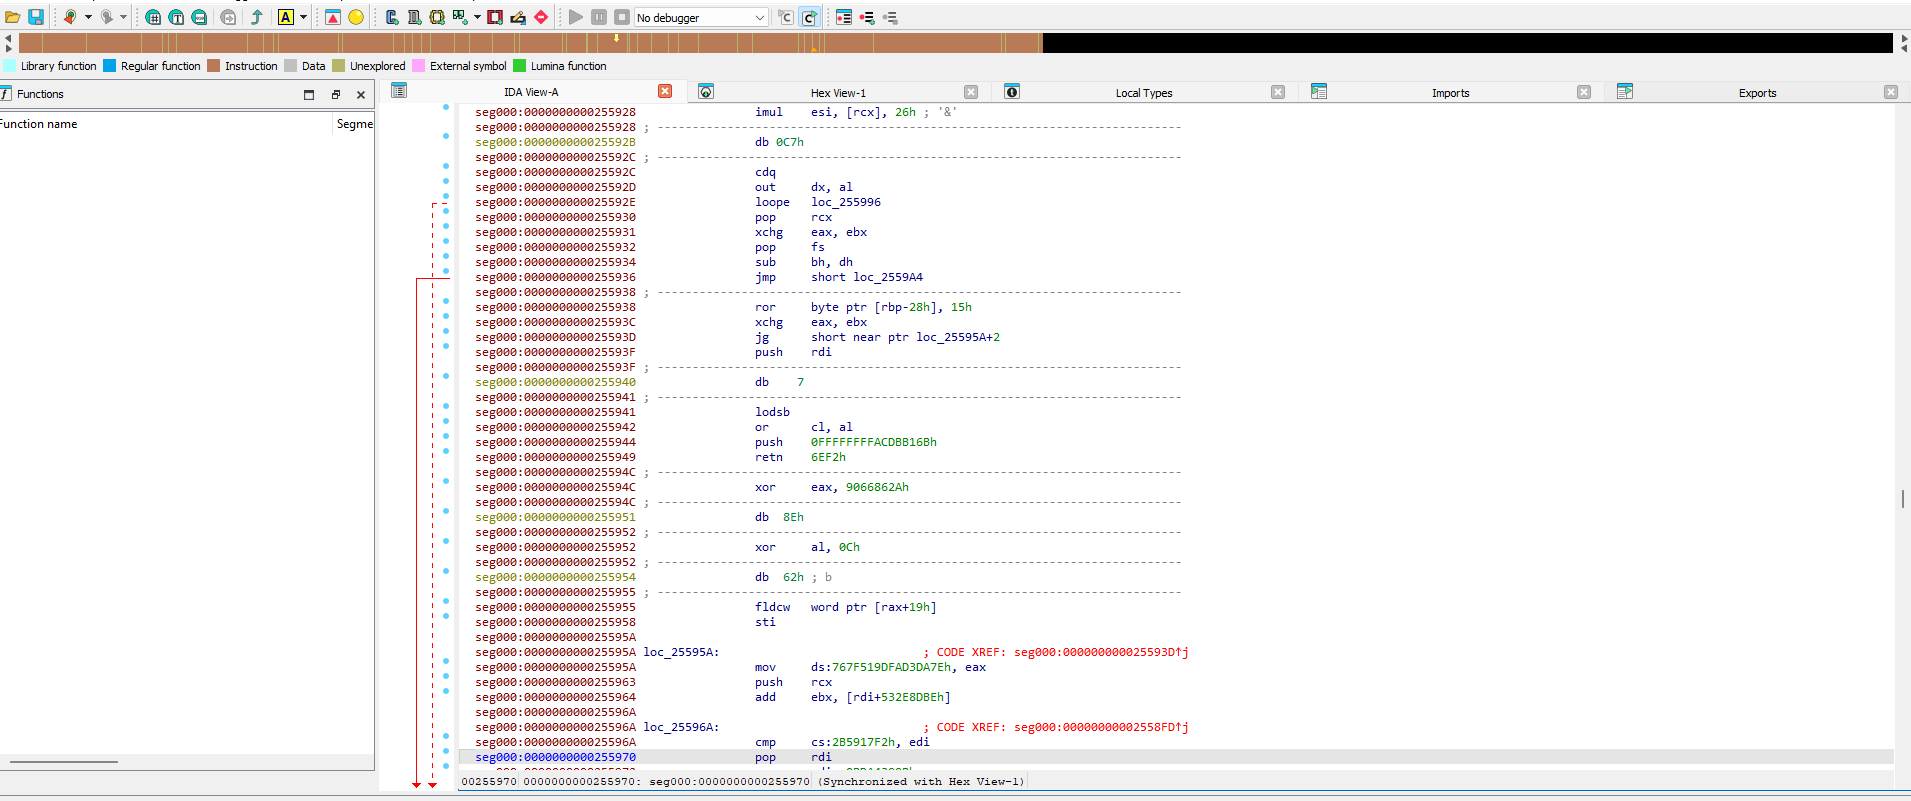 No debugger
Library function Regular function Instruction Data Unexplored External symbol Lumina function
Functions
IDA View-A Hex View-1 Local Types Imports Exports
Function name Segme
seg000:0000000000255928 imul esi, [rcx], 26h ; '&'
seg000:0000000000255928 ; ---------------------------------------------------------------------------
seg000:000000000025592B db 0C7h
seg000:000000000025592C ; ---------------------------------------------------------------------------
seg000:000000000025592C cdq
seg000:000000000025592D out dx, al
seg000:000000000025592E loope loc_255996
seg000:0000000000255930 pop rcx
seg000:0000000000255931 xchg eax, ebx
seg000:0000000000255932 pop fs
seg000:0000000000255934 sub bh, dh
seg000:0000000000255936 jmp short loc_2559A4
seg000:0000000000255938 ; ---------------------------------------------------------------------------
seg000:0000000000255938 ror byte ptr [rbp-28h], 15h
seg000:000000000025593C xchg eax, ebx
seg000:000000000025593D jg short near ptr loc_25595A+2
seg000:000000000025593F push rdi
seg000:000000000025593F ; ---------------------------------------------------------------------------
seg000:0000000000255940 db 7
seg000:0000000000255941 ; ---------------------------------------------------------------------------
seg000:0000000000255941 lodsb
seg000:0000000000255942 or cl, al
seg000:0000000000255944 push 0FFFFFFFFACDBB16Bh
seg000:0000000000255949 retn 6EF2h
seg000:000000000025594C ; ---------------------------------------------------------------------------
seg000:000000000025594C xor eax, 9066862Ah
seg000:000000000025594C ; ---------------------------------------------------------------------------
seg000:0000000000255951 db 8Eh
seg000:0000000000255952 ; ---------------------------------------------------------------------------
seg000:0000000000255952 xor al, 0Ch
seg000:0000000000255952 ; ---------------------------------------------------------------------------
seg000:0000000000255954 db 62h ; b
seg000:0000000000255955 ; ---------------------------------------------------------------------------
seg000:0000000000255955 fldcw word ptr [rax+19h]
seg000:0000000000255958 sti
seg000:000000000025595A
seg000:000000000025595A loc_25595A: ; CODE XREF: seg000:000000000025593D↑j
seg000:000000000025595A mov ds:767F519DFAD3DA7Eh, eax
seg000:0000000000255963 push rcx
seg000:0000000000255964 add ebx, [rdi+532E8DBEh]
seg000:000000000025596A
seg000:000000000025596A loc_25596A: ; CODE XREF: seg000:00000000002558FD↑j
seg000:000000000025596A cmp cs:2B5917F2h, edi
seg000:0000000000255970 pop rdi
00255970 0000000000255970: seg000:0000000000255970 (Synchronized with Hex View-1)